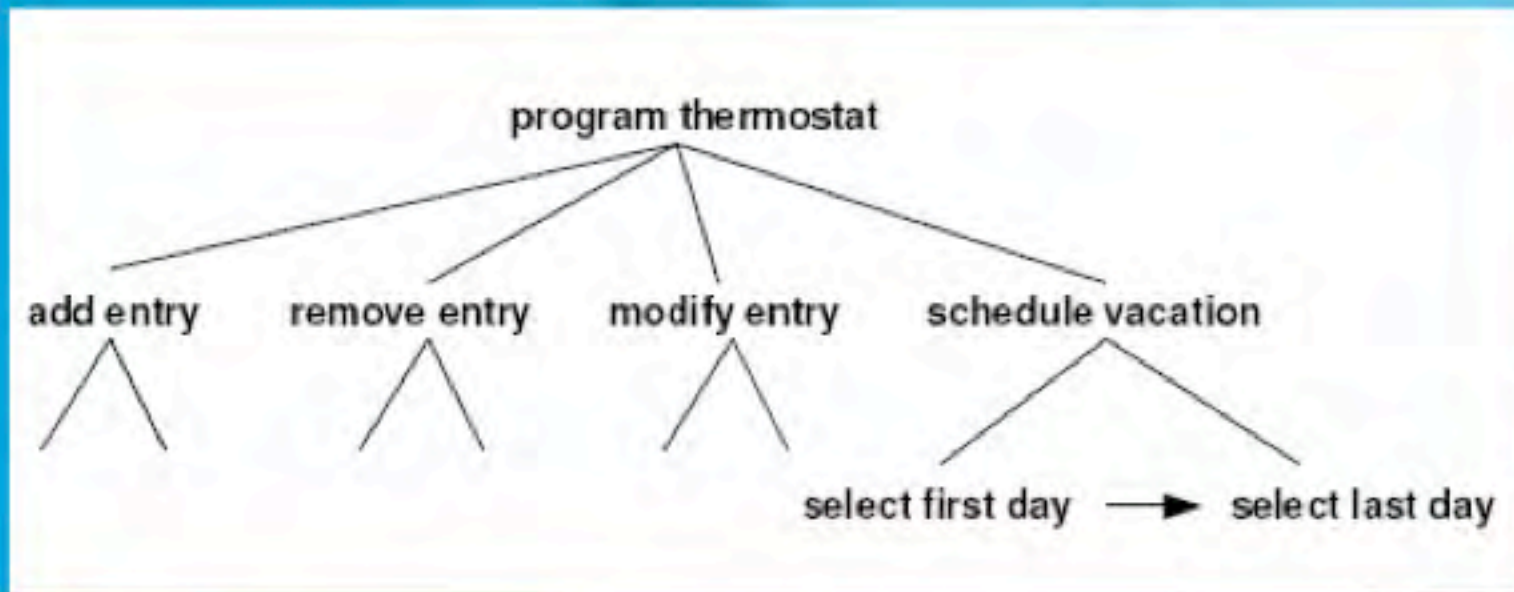 program thermostat
add entry remove entry modify entry schedule vacation
select first day select last day